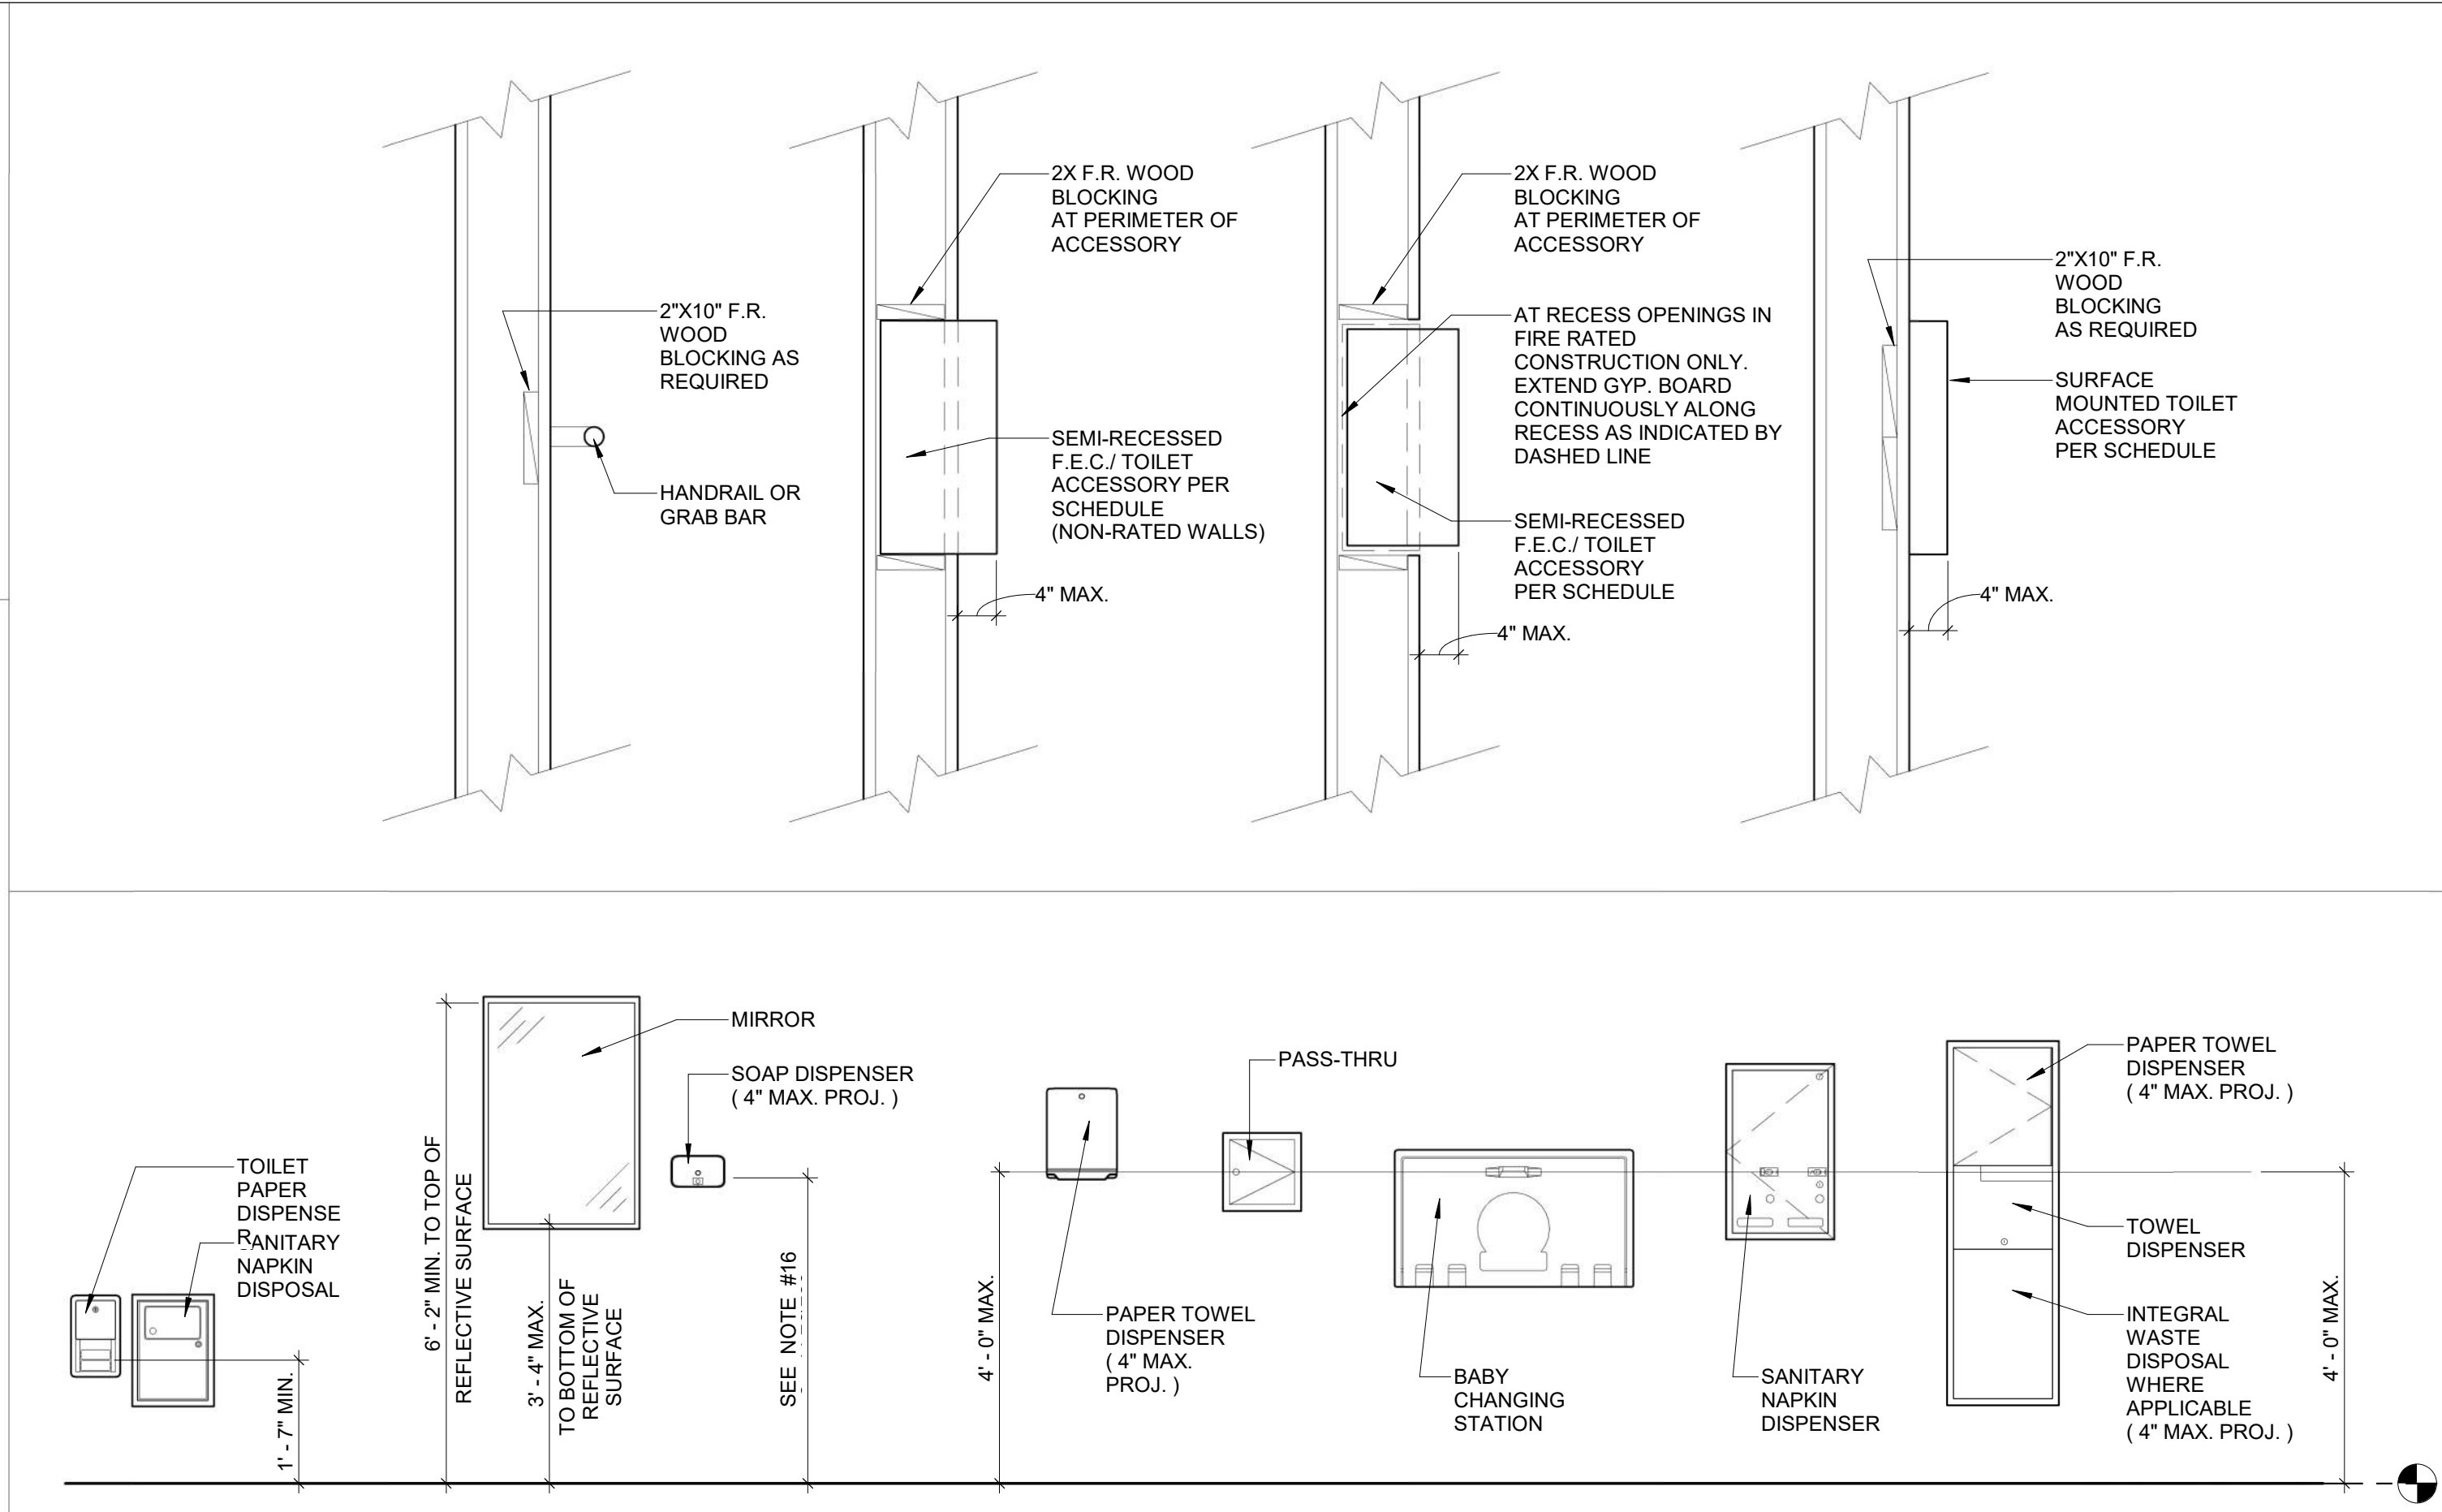 2"X10" F.R.
WOOD
BLOCKING AS
REQUIRED
HANDRAIL OR
GRAB BAR
2X F.R. WOOD
BLOCKING
AT PERIMETER OF
ACCESSORY
SEMI-RECESSED
F.E.C./ TOILET
ACCESSORY PER
SCHEDULE
(NON-RATED WALLS)
4" MAX.
2X F.R. WOOD
BLOCKING
AT PERIMETER OF
ACCESSORY
AT RECESS OPENINGS IN
FIRE RATED
CONSTRUCTION ONLY.
EXTEND GYP. BOARD
CONTINUOUSLY ALONG
RECESS AS INDICATED BY
DASHED LINE
SEMI-RECESSED
F.E.C./ TOILET
ACCESSORY
PER SCHEDULE
4" MAX.
2"X10" F.R.
WOOD
BLOCKING
AS REQUIRED
SURFACE
MOUNTED TOILET
ACCESSORY
PER SCHEDULE
4" MAX.
TOILET
PAPER
DISPENSE
R
SANITARY
NAPKIN
DISPOSAL
1' - 7" MIN.
6' - 2" MIN. TO TOP OF
REFLECTIVE SURFACE
3' - 4" MAX.
TO BOTTOM OF
REFLECTIVE
SURFACE
MIRROR
SOAP DISPENSER
( 4" MAX. PROJ. )
SEE NOTE #16
4' - 0" MAX.
PAPER TOWEL
DISPENSER
( 4" MAX.
PROJ. )
PASS-THRU
BABY
CHANGING
STATION
SANITARY
NAPKIN
DISPENSER
PAPER TOWEL
DISPENSER
( 4" MAX. PROJ. )
TOWEL
DISPENSER
INTEGRAL
WASTE
DISPOSAL
WHERE
APPLICABLE
( 4" MAX. PROJ. )
4' - 0" MAX.